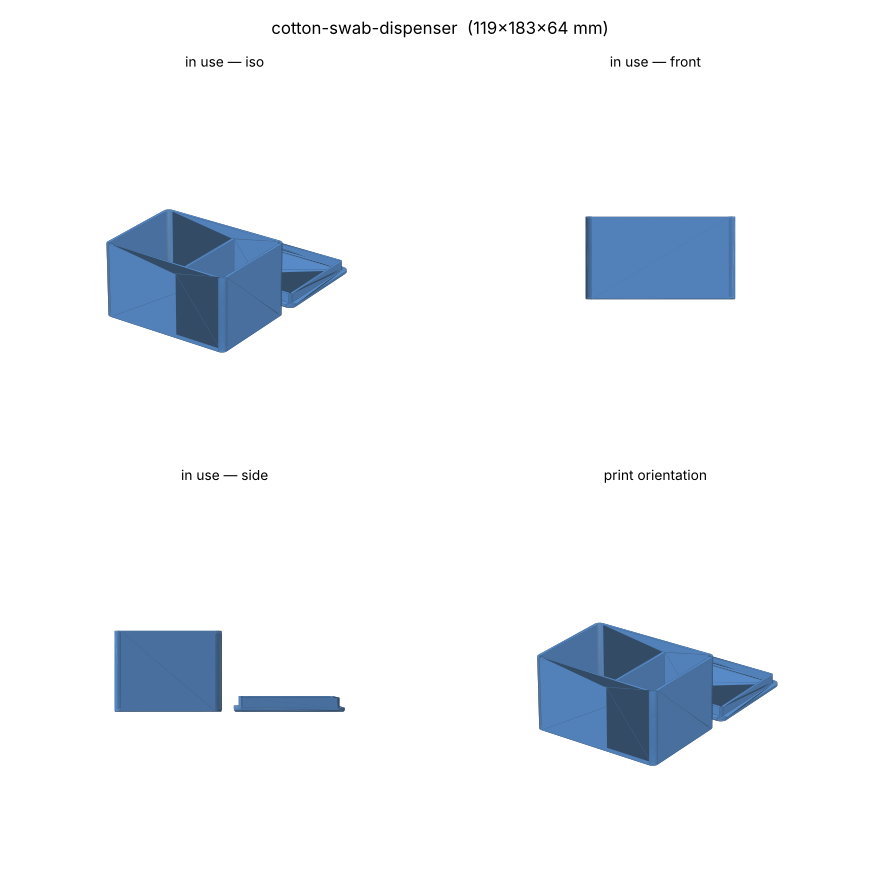 cotton-swab-dispenser (119×183×64 mm)
in use — iso
in use — front
in use — side
print orientation